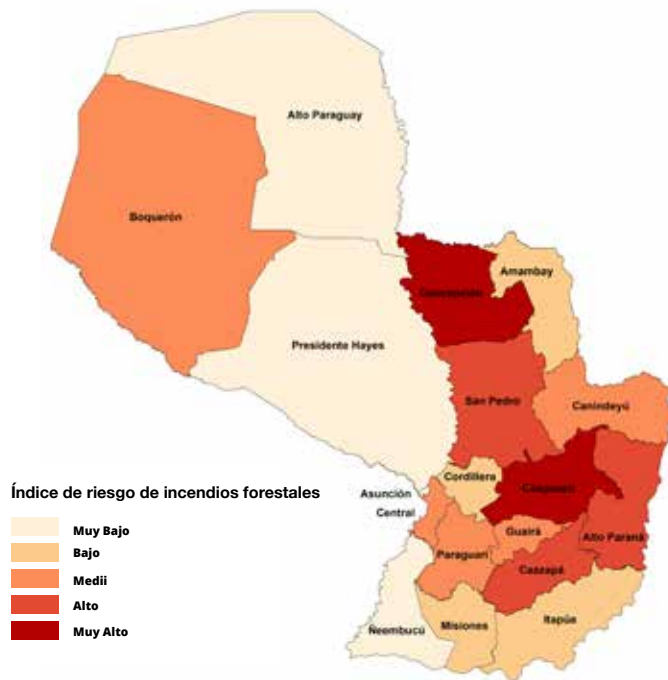 Alto Paraguay
Boquerón
Concepción
Amambay
Presidente Hayes
San Pedro
Canindeyú
Índice de riesgo de incendios forestales
Muy Bajo
Bajo
Medii
Alto
Muy Alto
Cordillera
Caaguazú
Asunción
Central
Guairá
Alto Paraná
Paraguarí
Caazapá
Ñeembucú
Misiones
Itapúa